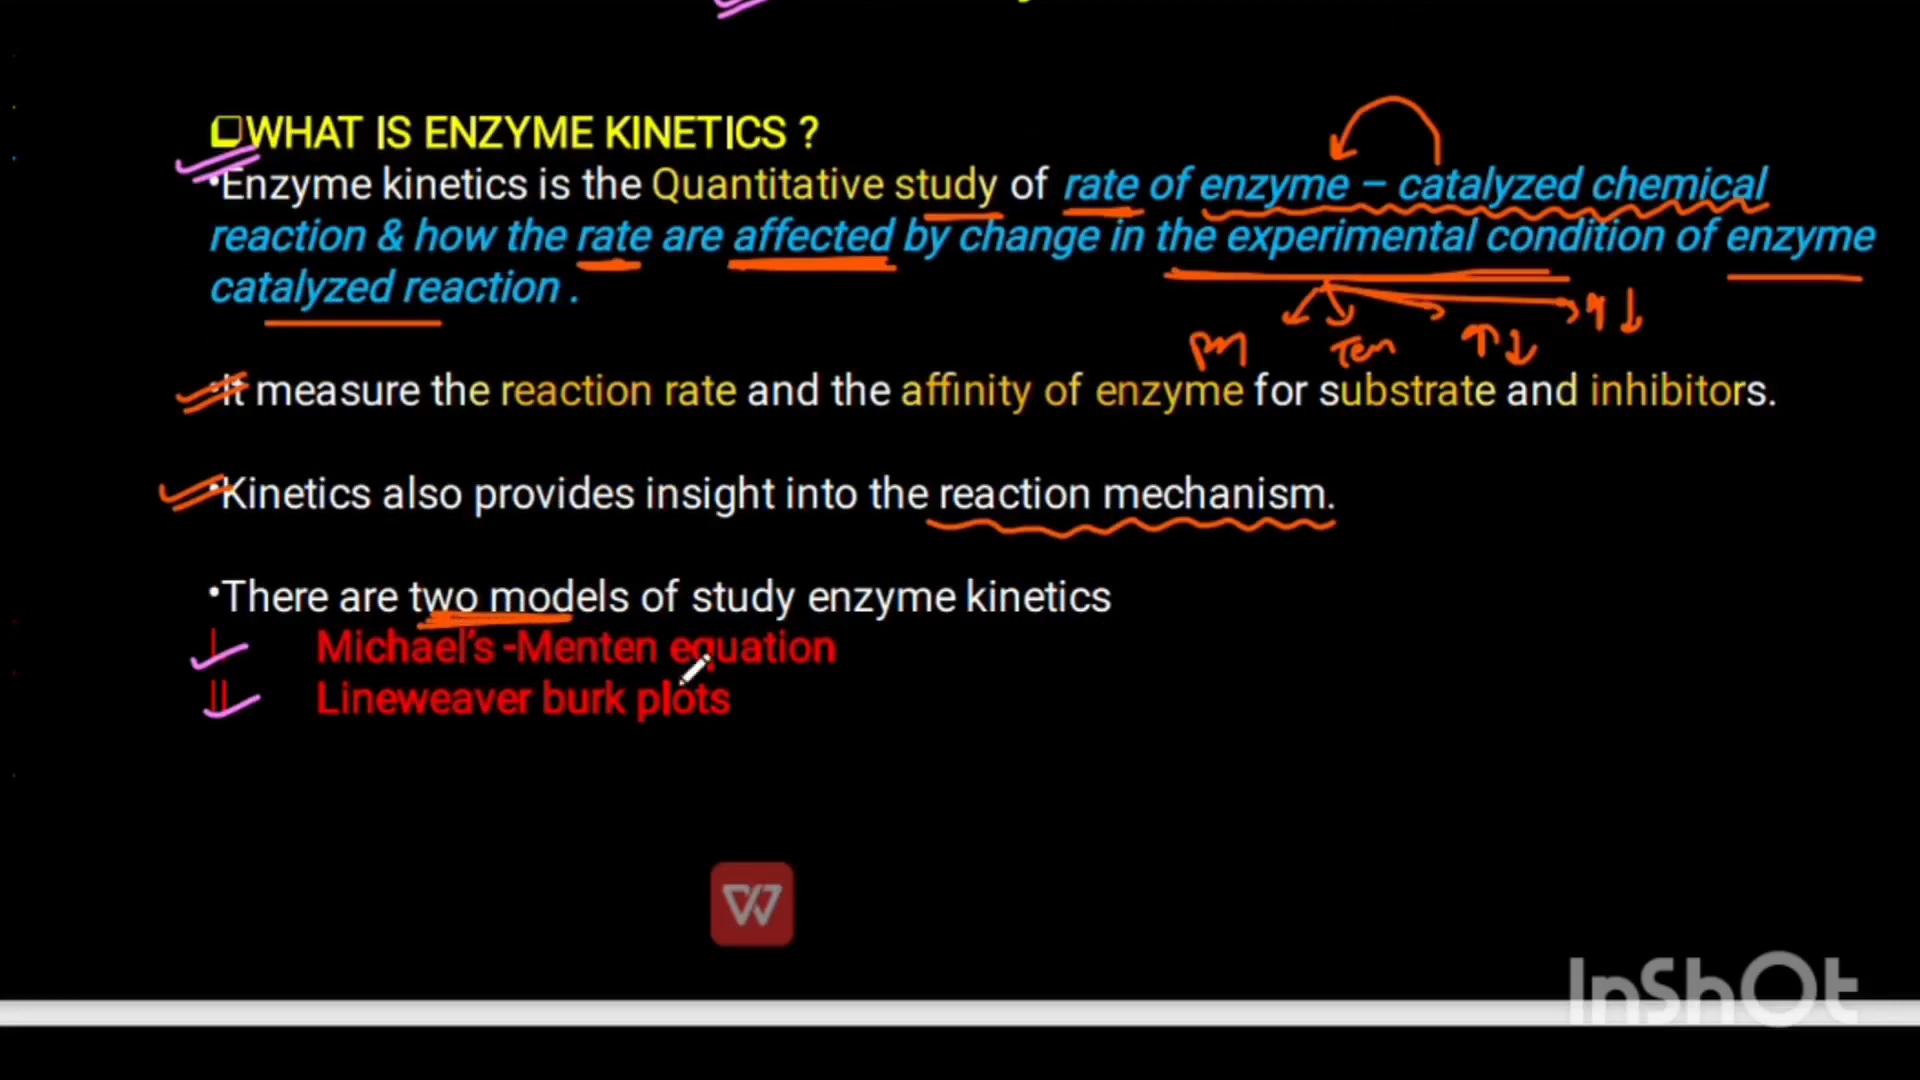 WHAT IS ENZYME KINETICS ?
•Enzyme kinetics is the Quantitative study of rate of enzyme – catalyzed chemical
reaction & how the rate are affected by change in the experimental condition of enzyme
catalyzed reaction .
PH Tem ↑↓ ↑↓
•It measure the reaction rate and the affinity of enzyme for substrate and inhibitors.
•Kinetics also provides insight into the reaction mechanism.
•There are two models of study enzyme kinetics
I Michael's -Menten equation
II Lineweaver burk plots
W
InShOt